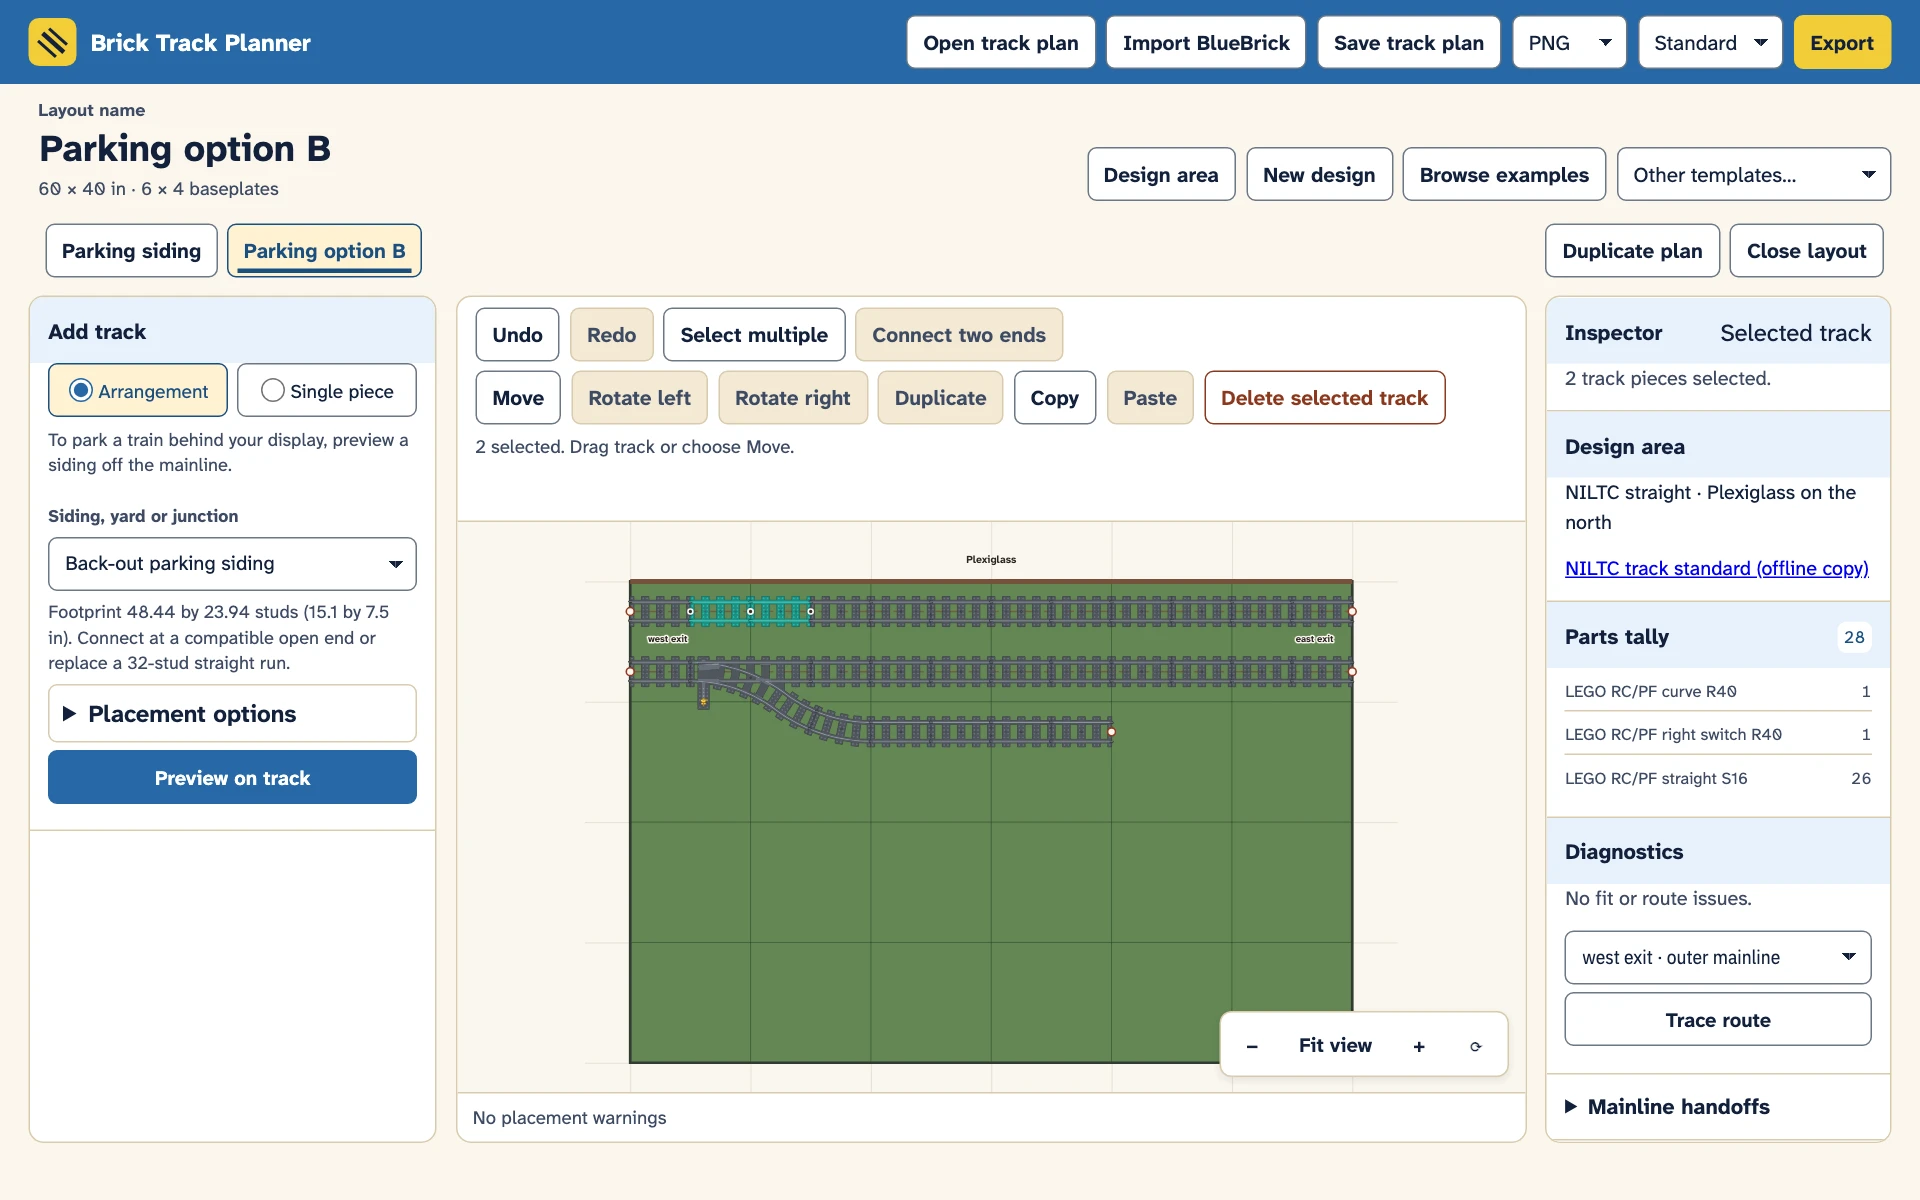 Brick Track Planner
Open track plan
Import BlueBrick
Save track plan
PNG
Standard
Export
Layout name
Parking option B
60 × 40 in · 6 × 4 baseplates
Design area
New design
Browse examples
Other templates...
Parking siding
Parking option B
Duplicate plan
Close layout
Add track
Arrangement
Single piece
To park a train behind your display, preview a
siding off the mainline.
Siding, yard or junction
Back-out parking siding
Footprint 48.44 by 23.94 studs (15.1 by 7.5
in). Connect at a compatible open end or
replace a 32-stud straight run.
Placement options
Preview on track
Undo
Redo
Select multiple
Connect two ends
Move
Rotate left
Rotate right
Duplicate
Copy
Paste
Delete selected track
2 selected. Drag track or choose Move.
Plexiglass
west exit
east exit
− Fit view + ⟳
No placement warnings
Inspector
Selected track
2 track pieces selected.
Design area
NILTC straight · Plexiglass on the
north
NILTC track standard (offline copy)
Parts tally
28
LEGO RC/PF curve R40 1
LEGO RC/PF right switch R40 1
LEGO RC/PF straight S16 26
Diagnostics
No fit or route issues.
west exit · outer mainline
Trace route
Mainline handoffs